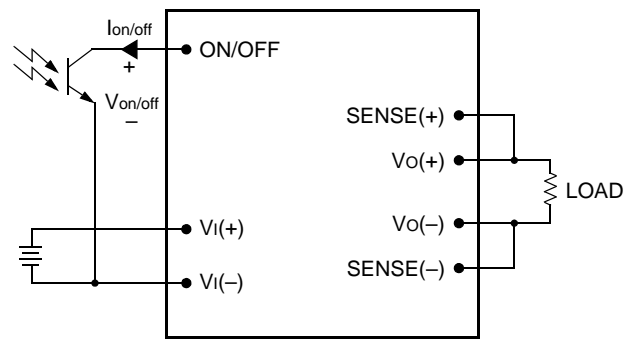 Ion/off
+
ON/OFF
Von/off
–
SENSE(+)
VO(+)
LOAD
VI(+)
VO(–)
VI(–)
SENSE(–)